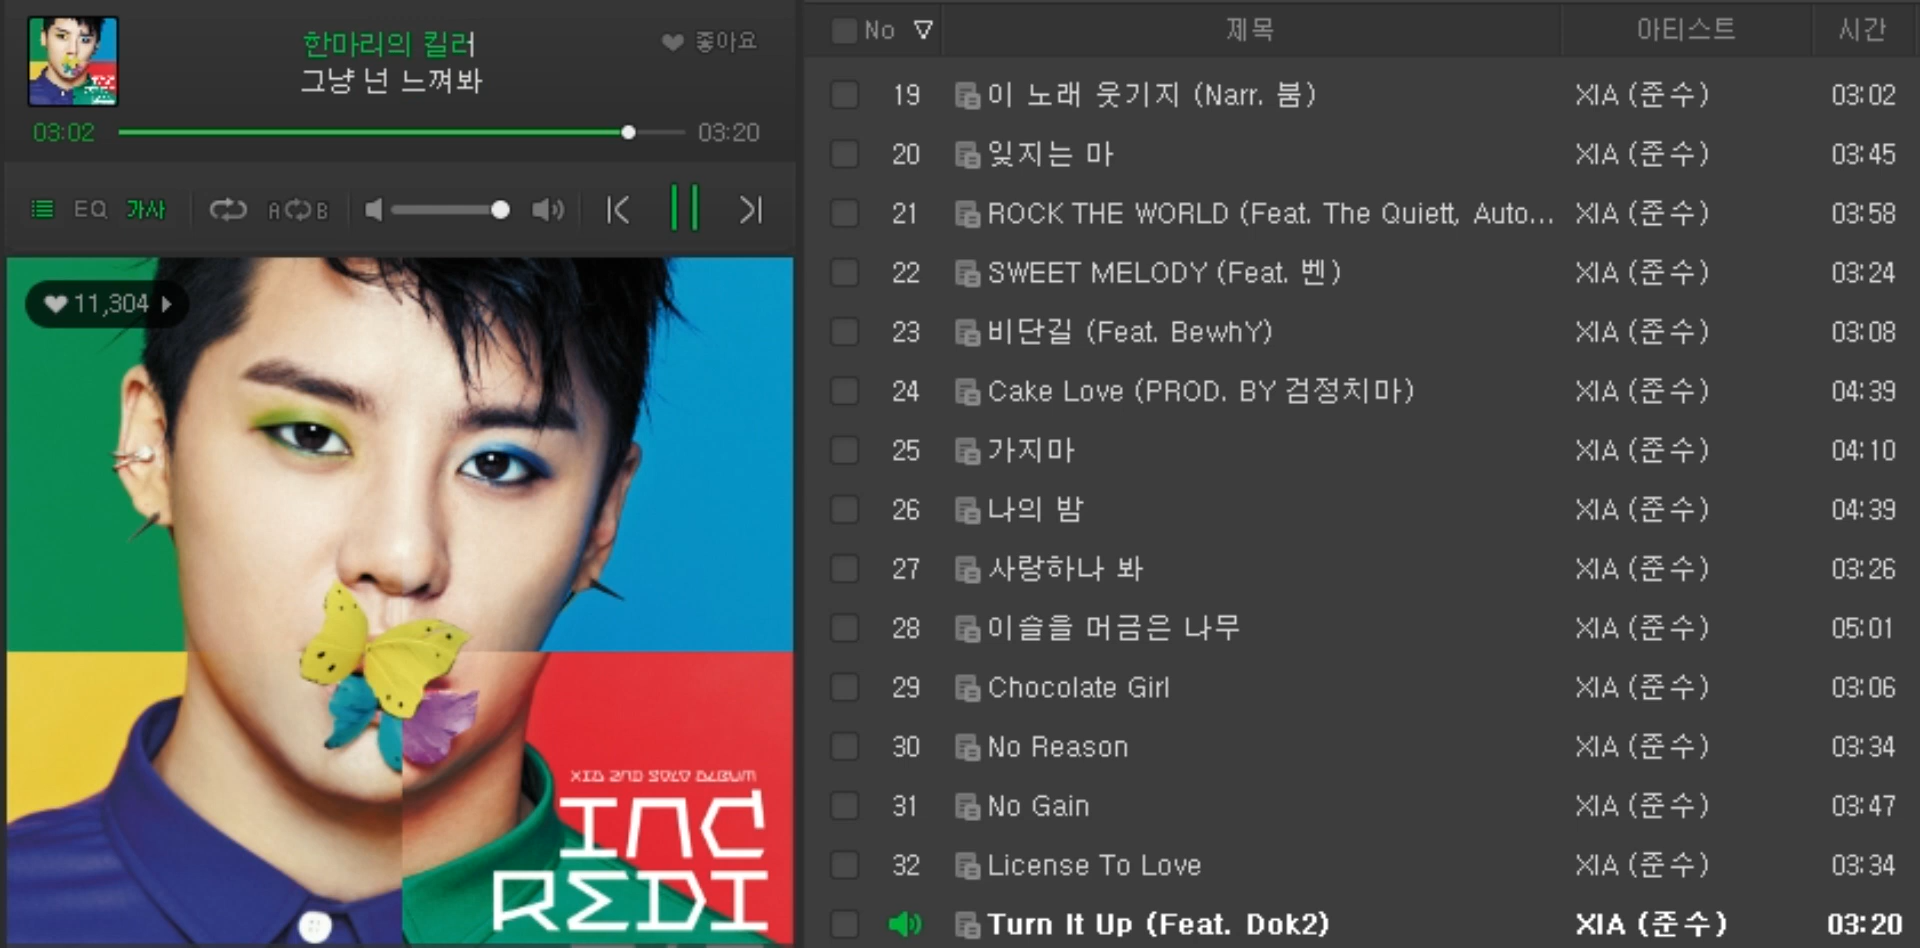 한마리의 킬러
그냥 넌 느껴봐
좋아요
03:02
03:20
EQ 가사
A B
11,304
XIA 2ND SOLO ALBUM
INC
REDI
No 제목 아티스트 시간
19 이 노래 웃기지 (Narr. 붐) XIA (준수) 03:02
20 잊지는 마 XIA (준수) 03:45
21 ROCK THE WORLD (Feat. The Quiett, Auto... XIA (준수) 03:58
22 SWEET MELODY (Feat. 벤) XIA (준수) 03:24
23 비단길 (Feat. BewhY) XIA (준수) 03:08
24 Cake Love (PROD. BY 검정치마) XIA (준수) 04:39
25 가지마 XIA (준수) 04:10
26 나의 밤 XIA (준수) 04:39
27 사랑하나 봐 XIA (준수) 03:26
28 이슬을 머금은 나무 XIA (준수) 05:01
29 Chocolate Girl XIA (준수) 03:06
30 No Reason XIA (준수) 03:34
31 No Gain XIA (준수) 03:47
32 License To Love XIA (준수) 03:34
Turn It Up (Feat. Dok2) XIA (준수) 03:20